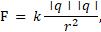 F = k |q| |q| / r²,